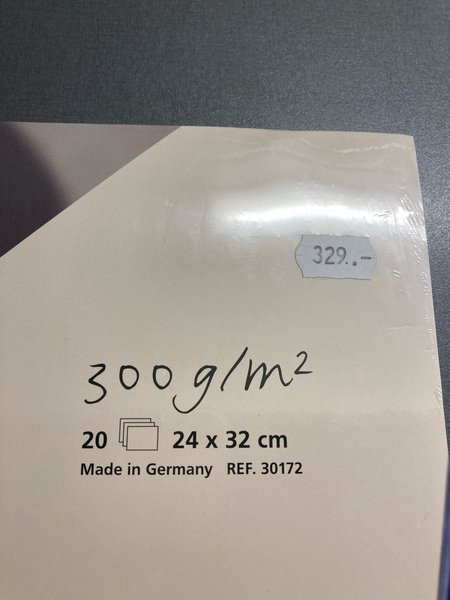 329.-
300g/m²
20 24 x 32 cm
Made in Germany REF. 30172